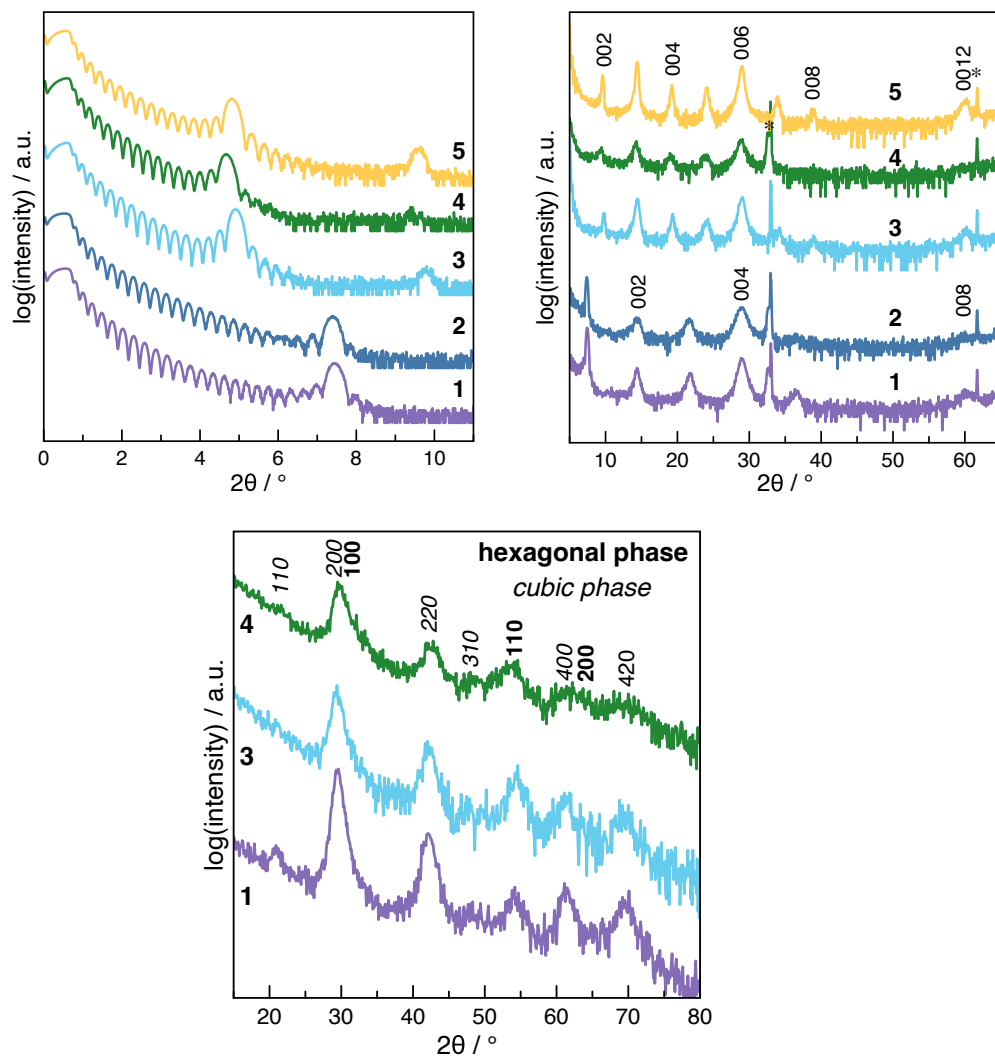 log(intensity) / a.u.
5
4
3
2
1
0 2 4 6 8 10
2θ / °
log(intensity) / a.u.
002 004 006 008 0012 *
5
*
4
3
002 004 008
2
1
10 20 30 40 50 60
2θ / °
log(intensity) / a.u.
hexagonal phase
cubic phase
110 200 100 220 310 110 400 200 420
4
3
1
20 30 40 50 60 70 80
2θ / °